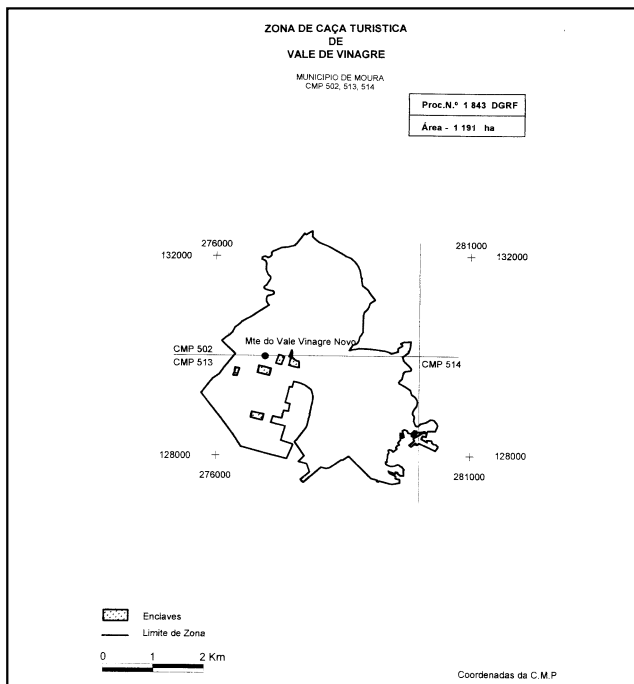 ZONA DE CAÇA TURISTICA
DE
VALE DE VINAGRE
MUNICIPIO DE MOURA
CMP 502, 513, 514
Proc.N.º 1 843 DGRF
Área - 1 191 ha
276000
281000
132000
132000
Mte do Vale Vinagre Novo
CMP 502
CMP 513
CMP 514
128000
128000
276000
281000
Enclaves
Limite de Zona
0 1 2 Km
Coordenadas da C.M.P